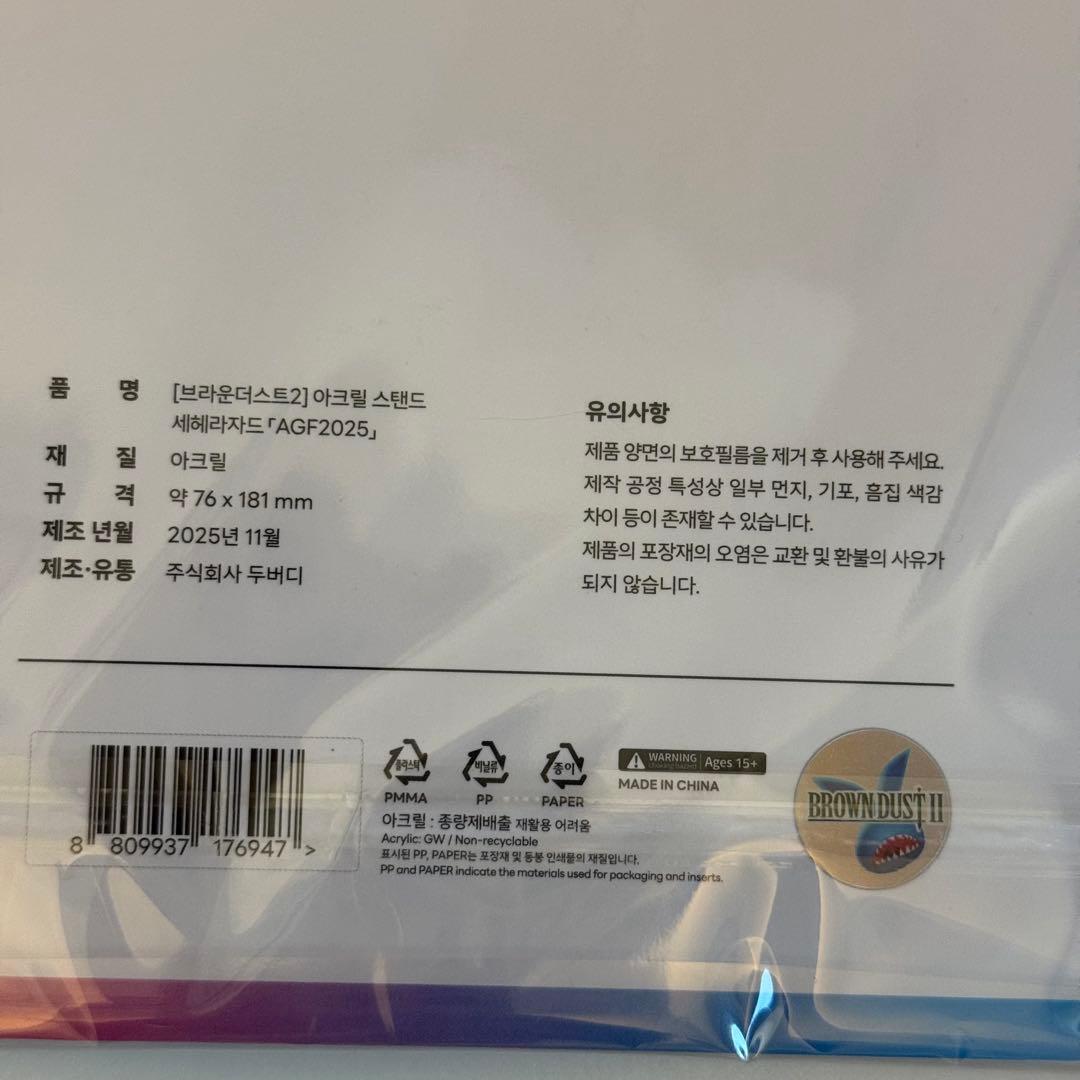 품 명 [브라운더스트2] 아크릴 스탠드
세헤라자드 「AGF2025」
재 질 아크릴
규 격 약 76 x 181 mm
제조 년월 2025년 11월
제조·유통 주식회사 두버디
유의사항
제품 양면의 보호필름을 제거 후 사용해 주세요.
제작 공정 특성상 일부 먼지, 기포, 흠집 색감
차이 등이 존재할 수 있습니다.
제품의 포장재의 오염은 교환 및 환불의 사유가
되지 않습니다.
8 809937 176947 >
플라스틱 비닐류 종이
PMMA PP PAPER
WARNING Ages 15+
choking hazard
MADE IN CHINA
아크릴 : 종량제배출 재활용 어려움
Acrylic: GW / Non-recyclable
표시된 PP, PAPER는 포장재 및 동봉 인쇄물의 재질입니다.
PP and PAPER indicate the materials used for packaging and inserts.
BROWN DUST II